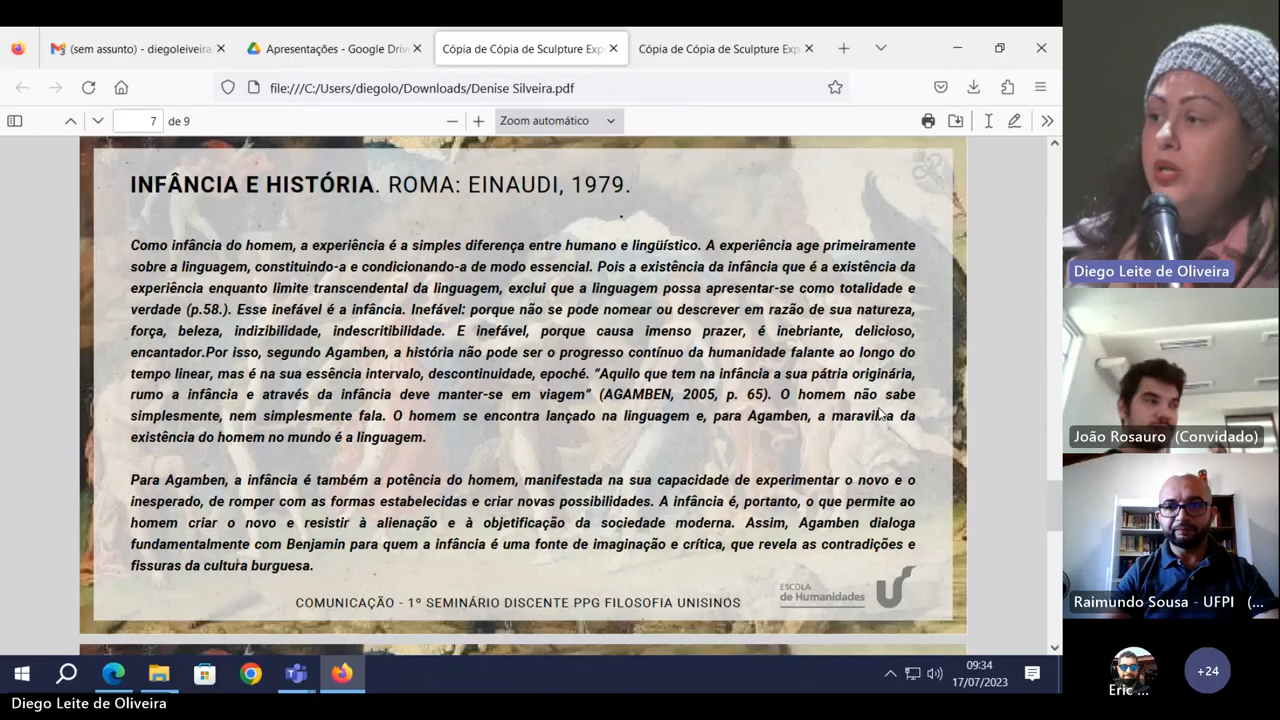 (sem assunto) - diegoleiveira
Apresentações - Google Driv
Cópia de Cópia de Sculpture Exp
Cópia de Cópia de Sculpture Exp
file:///C:/Users/diegolo/Downloads/Denise Silveira.pdf
7 de 9
Zoom automático
INFÂNCIA E HISTÓRIA. ROMA: EINAUDI, 1979.
.
Como infância do homem, a experiência é a simples diferença entre humano e lingüístico. A experiência age primeiramente
sobre a linguagem, constituindo-a e condicionando-a de modo essencial. Pois a existência da infância que é a existência da
experiência enquanto limite transcendental da linguagem, exclui que a linguagem possa apresentar-se como totalidade e
verdade (p.58.). Esse inefável é a infância. Inefável: porque não se pode nomear ou descrever em razão de sua natureza,
força, beleza, indizibilidade, indescritibilidade. E inefável, porque causa imenso prazer, é inebriante, delicioso,
encantador.Por isso, segundo Agamben, a história não pode ser o progresso contínuo da humanidade falante ao longo do
tempo linear, mas é na sua essência intervalo, descontinuidade, epoché. “Aquilo que tem na infância a sua pátria originária,
rumo a infância e através da infância deve manter-se em viagem” (AGAMBEN, 2005, p. 65). O homem não sabe
simplesmente, nem simplesmente fala. O homem se encontra lançado na linguagem e, para Agamben, a maravilha da
existência do homem no mundo é a linguagem.
Para Agamben, a infância é também a potência do homem, manifestada na sua capacidade de experimentar o novo e o
inesperado, de romper com as formas estabelecidas e criar novas possibilidades. A infância é, portanto, o que permite ao
homem criar o novo e resistir à alienação e à objetificação da sociedade moderna. Assim, Agamben dialoga
fundamentalmente com Benjamin para quem a infância é uma fonte de imaginação e crítica, que revela as contradições e
fissuras da cultura burguesa.
ESCOLA
de Humanidades
COMUNICAÇÃO - 1º SEMINÁRIO DISCENTE PPG FILOSOFIA UNISINOS
Diego Leite de Oliveira
João Rosauro (Convidado)
Raimundo Sousa - UFPI (...
Eric ...
+24
09:34
17/07/2023
Diego Leite de Oliveira